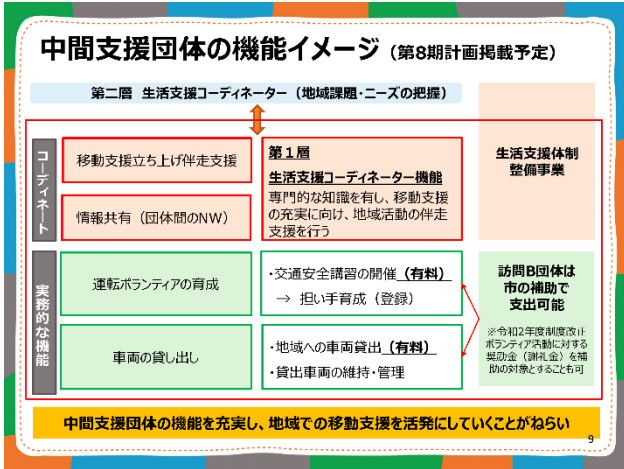 中間支援団体の機能イメージ（第8期計画掲載予定）
第二層　生活支援コーディネーター（地域課題・ニーズの把握）
コーディネート
移動支援立ち上げ伴走支援
情報共有（団体間のNW）
第１層
生活支援コーディネーター機能
専門的な知識を有し、移動支援
の充実に向け、地域活動の伴走
支援を行う
生活支援体制
整備事業
実務的な機能
運転ボランティアの育成
・交通安全講習の開催（有料）
→ 担い手育成（登録）
車両の貸し出し
・地域への車両貸出（有料）
・貸出車両の維持・管理
訪問B団体は
市の補助で
支出可能
※令和2年度制度改正
ボランティア活動に対する
奨励金（謝礼金）を補
助の対象とすることも可
中間支援団体の機能を充実し、地域での移動支援を活発にしていくことがねらい
9